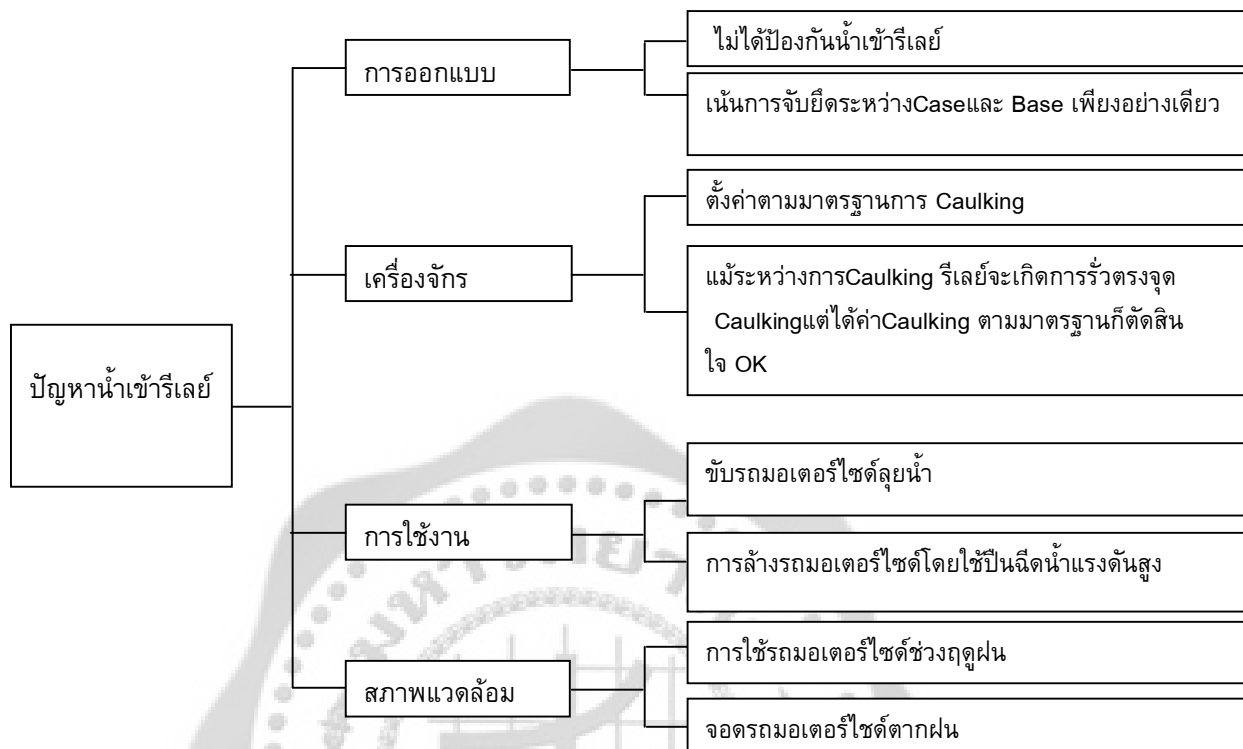 ปัญหาน้ำเข้ารีเลย์
การออกแบบ
ไม่ได้ป้องกันน้ำเข้ารีเลย์
เน้นการจับยึดระหว่างCaseและ Base เพียงอย่างเดียว
เครื่องจักร
ตั้งค่าตามมาตรฐานการ Caulking
แม้ระหว่างการCaulking รีเลย์จะเกิดการรั่วตรงจุด
Caulkingแต่ได้ค่าCaulking ตามมาตรฐานก็ตัดสิน
ใจ OK
การใช้งาน
ขับรถมอเตอร์ไซด์ลุยน้ำ
การล้างรถมอเตอร์ไซด์โดยใช้ปืนฉีดน้ำแรงดันสูง
สภาพแวดล้อม
การใช้รถมอเตอร์ไซด์ช่วงฤดูฝน
จอดรถมอเตอร์ไซด์ตากฝน